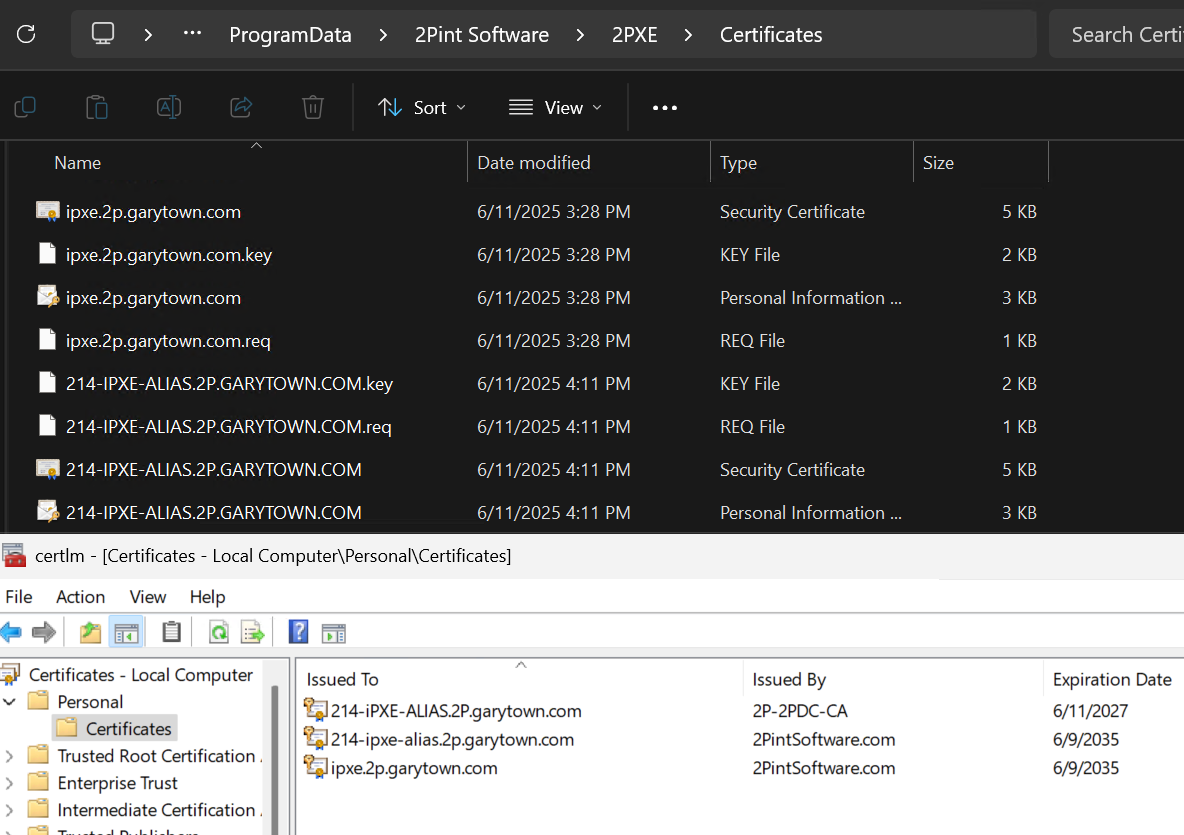 ProgramData > 2Pint Software > 2PXE > Certificates Search Certi
Sort View
Name Date modified Type Size
ipxe.2p.garytown.com 6/11/2025 3:28 PM Security Certificate 5 KB
ipxe.2p.garytown.com.key 6/11/2025 3:28 PM KEY File 2 KB
ipxe.2p.garytown.com 6/11/2025 3:28 PM Personal Information ... 3 KB
ipxe.2p.garytown.com.req 6/11/2025 3:28 PM REQ File 1 KB
214-IPXE-ALIAS.2P.GARYTOWN.COM.key 6/11/2025 4:11 PM KEY File 2 KB
214-IPXE-ALIAS.2P.GARYTOWN.COM.req 6/11/2025 4:11 PM REQ File 1 KB
214-IPXE-ALIAS.2P.GARYTOWN.COM 6/11/2025 4:11 PM Security Certificate 5 KB
214-IPXE-ALIAS.2P.GARYTOWN.COM 6/11/2025 4:11 PM Personal Information ... 3 KB
certlm - [Certificates - Local Computer\Personal\Certificates]
File Action View Help
Certificates - Local Computer
Personal
Certificates
Trusted Root Certification
Enterprise Trust
Intermediate Certification
Trusted Publishers
Issued To Issued By Expiration Date
214-iPXE-ALIAS.2P.garytown.com 2P-2PDC-CA 6/11/2027
214-ipxe-alias.2p.garytown.com 2PintSoftware.com 6/9/2035
ipxe.2p.garytown.com 2PintSoftware.com 6/9/2035